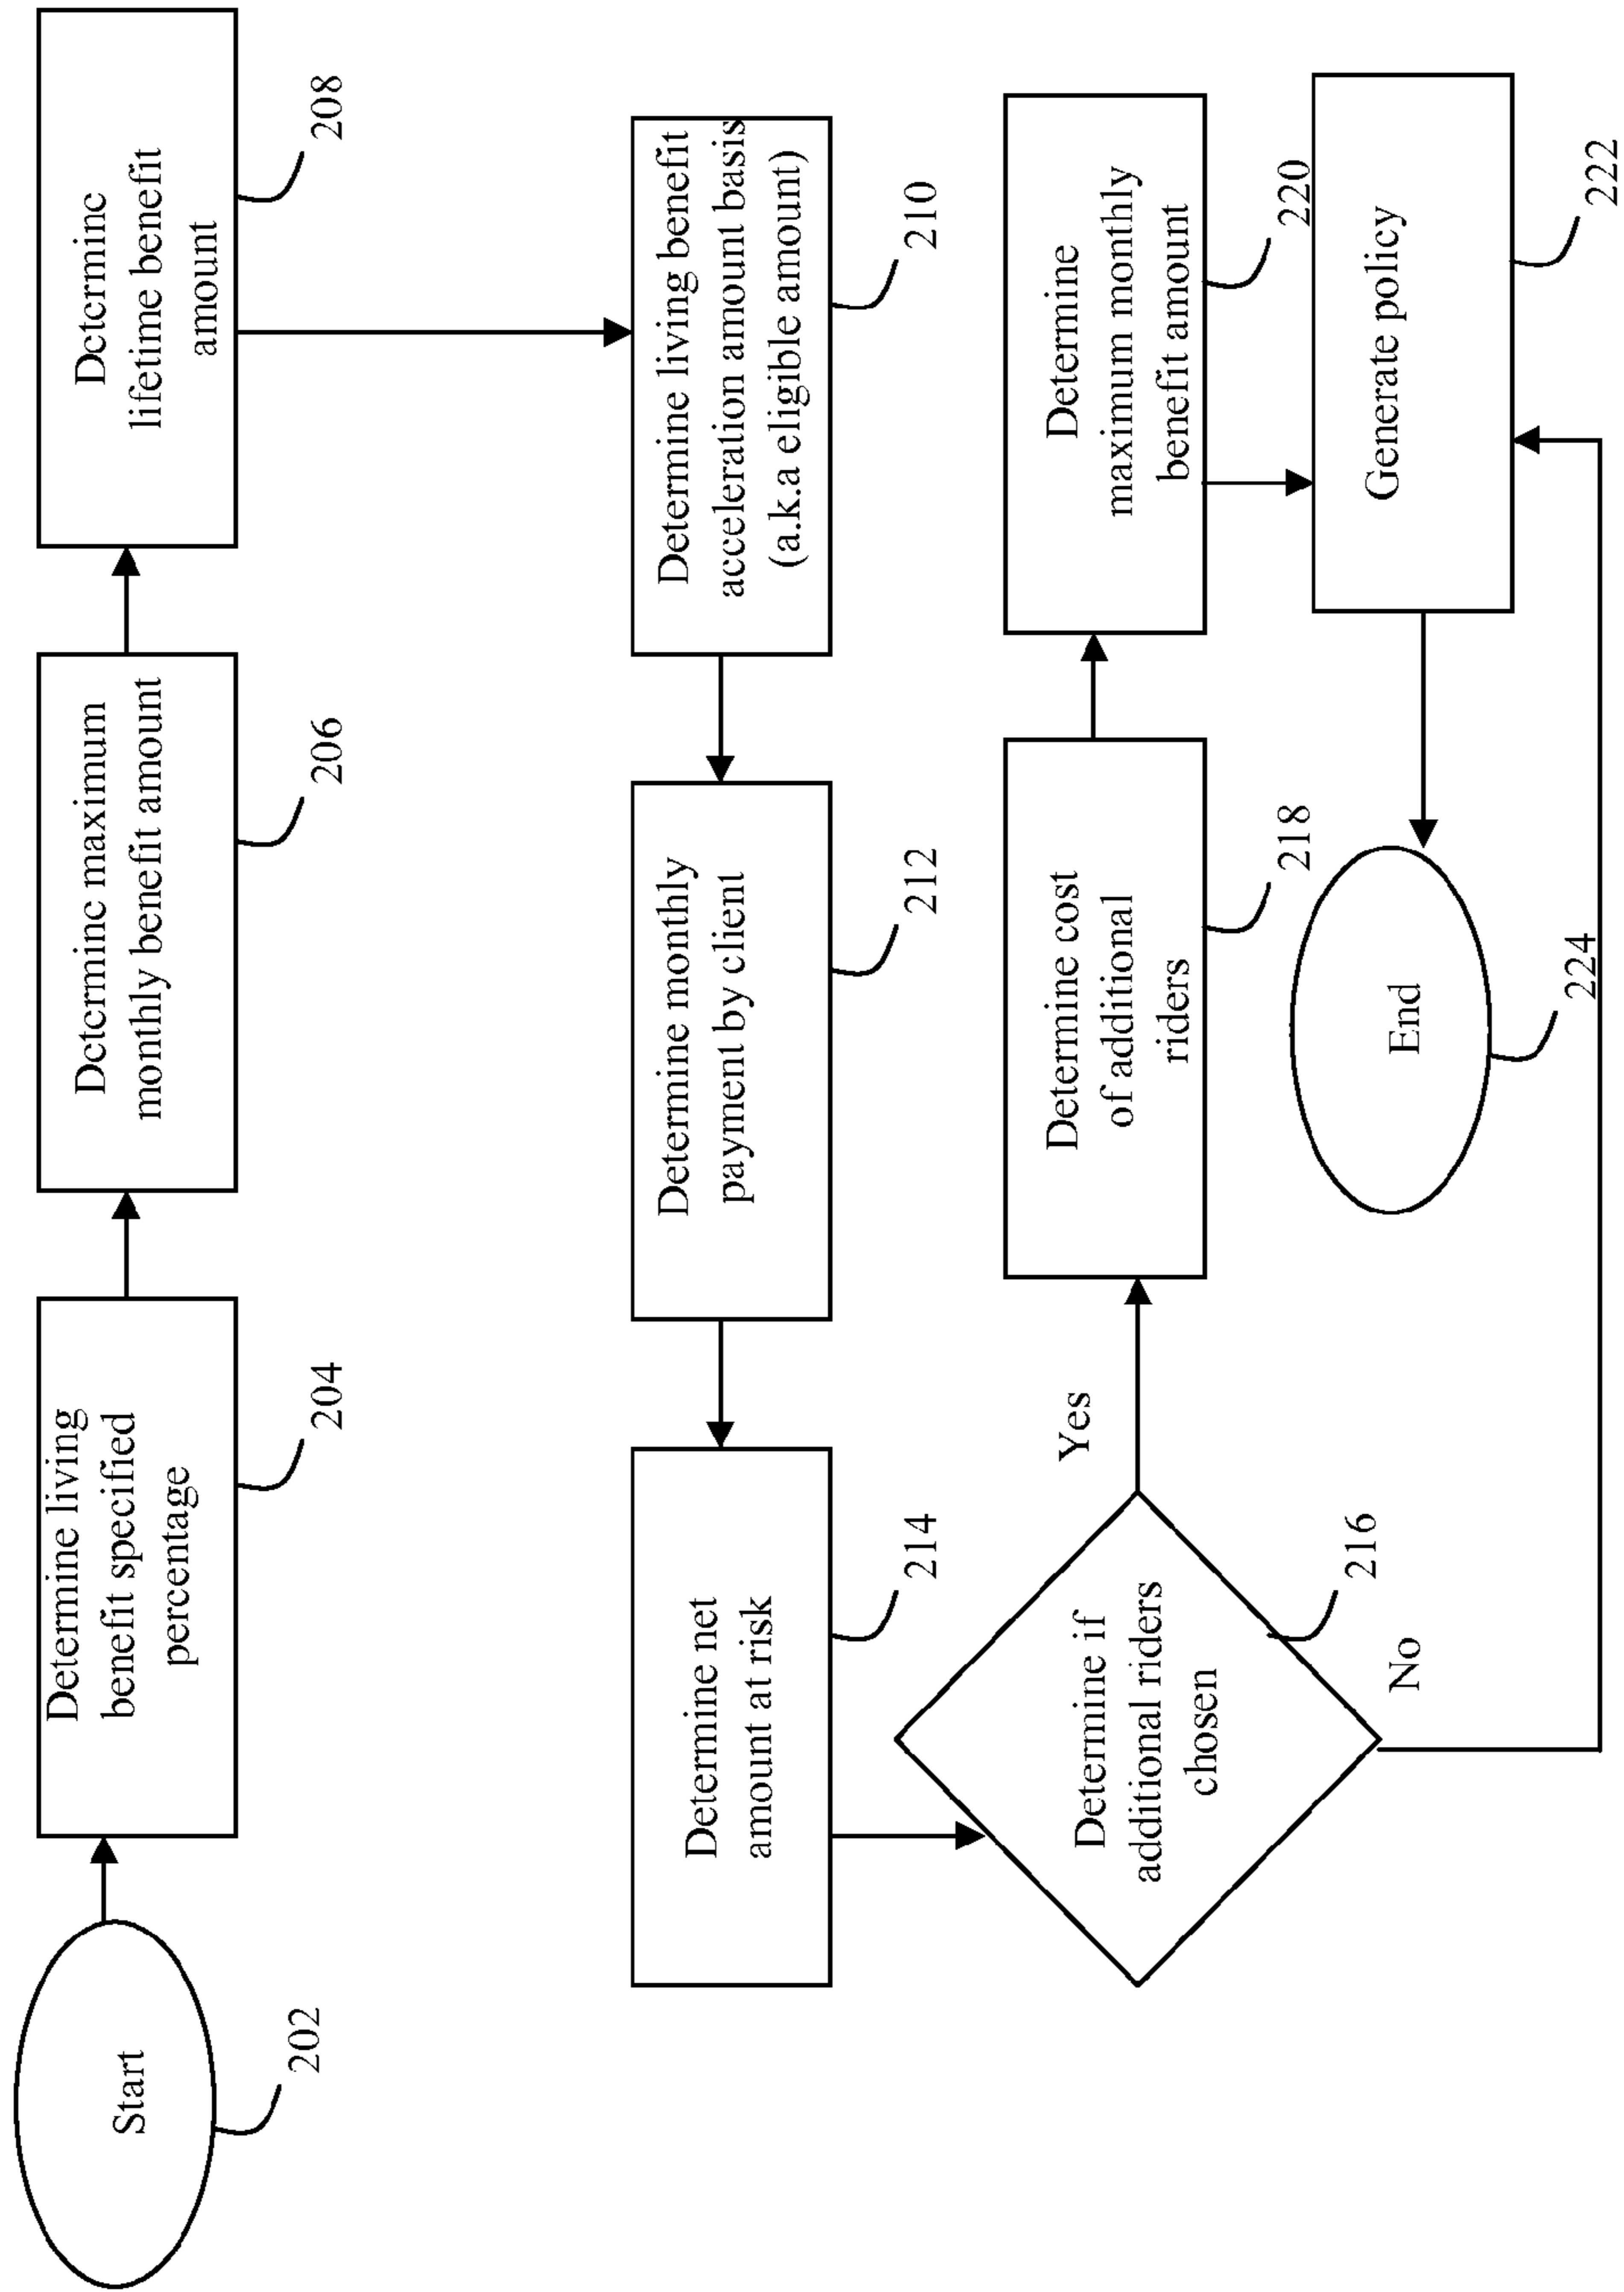 Start
202
Determine living
benefit specified
percentage
204
Determine maximum
monthly benefit amount
206
Determine
lifetime benefit
amount
208
Determine living benefit
acceleration amount basis
(a.k.a eligible amount)
210
Determine monthly
payment by client
212
Determine net
amount at risk
214
Determine if
additional riders
chosen
216
Yes
No
Determine cost
of additional
riders
218
Determine
maximum monthly
benefit amount
220
Generate policy
222
End
224